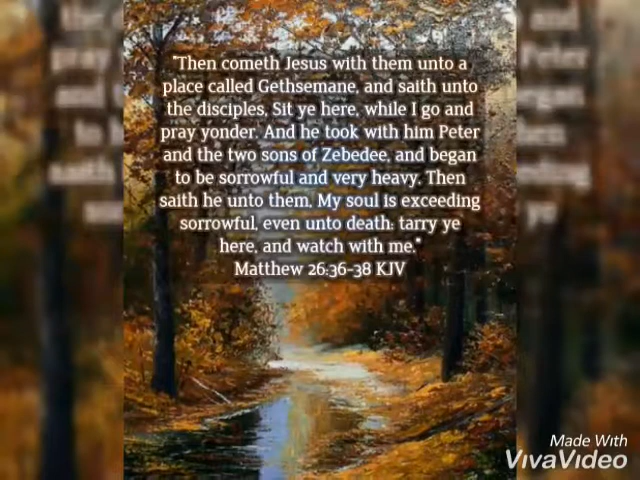 "Then cometh Jesus with them unto a
place called Gethsemane, and saith unto
the disciples, Sit ye here, while I go and
pray yonder. And he took with him Peter
and the two sons of Zebedee, and began
to be sorrowful and very heavy. Then
saith he unto them, My soul is exceeding
sorrowful, even unto death: tarry ye
here, and watch with me."
Matthew 26:36-38 KJV
Made With
VivaVideo